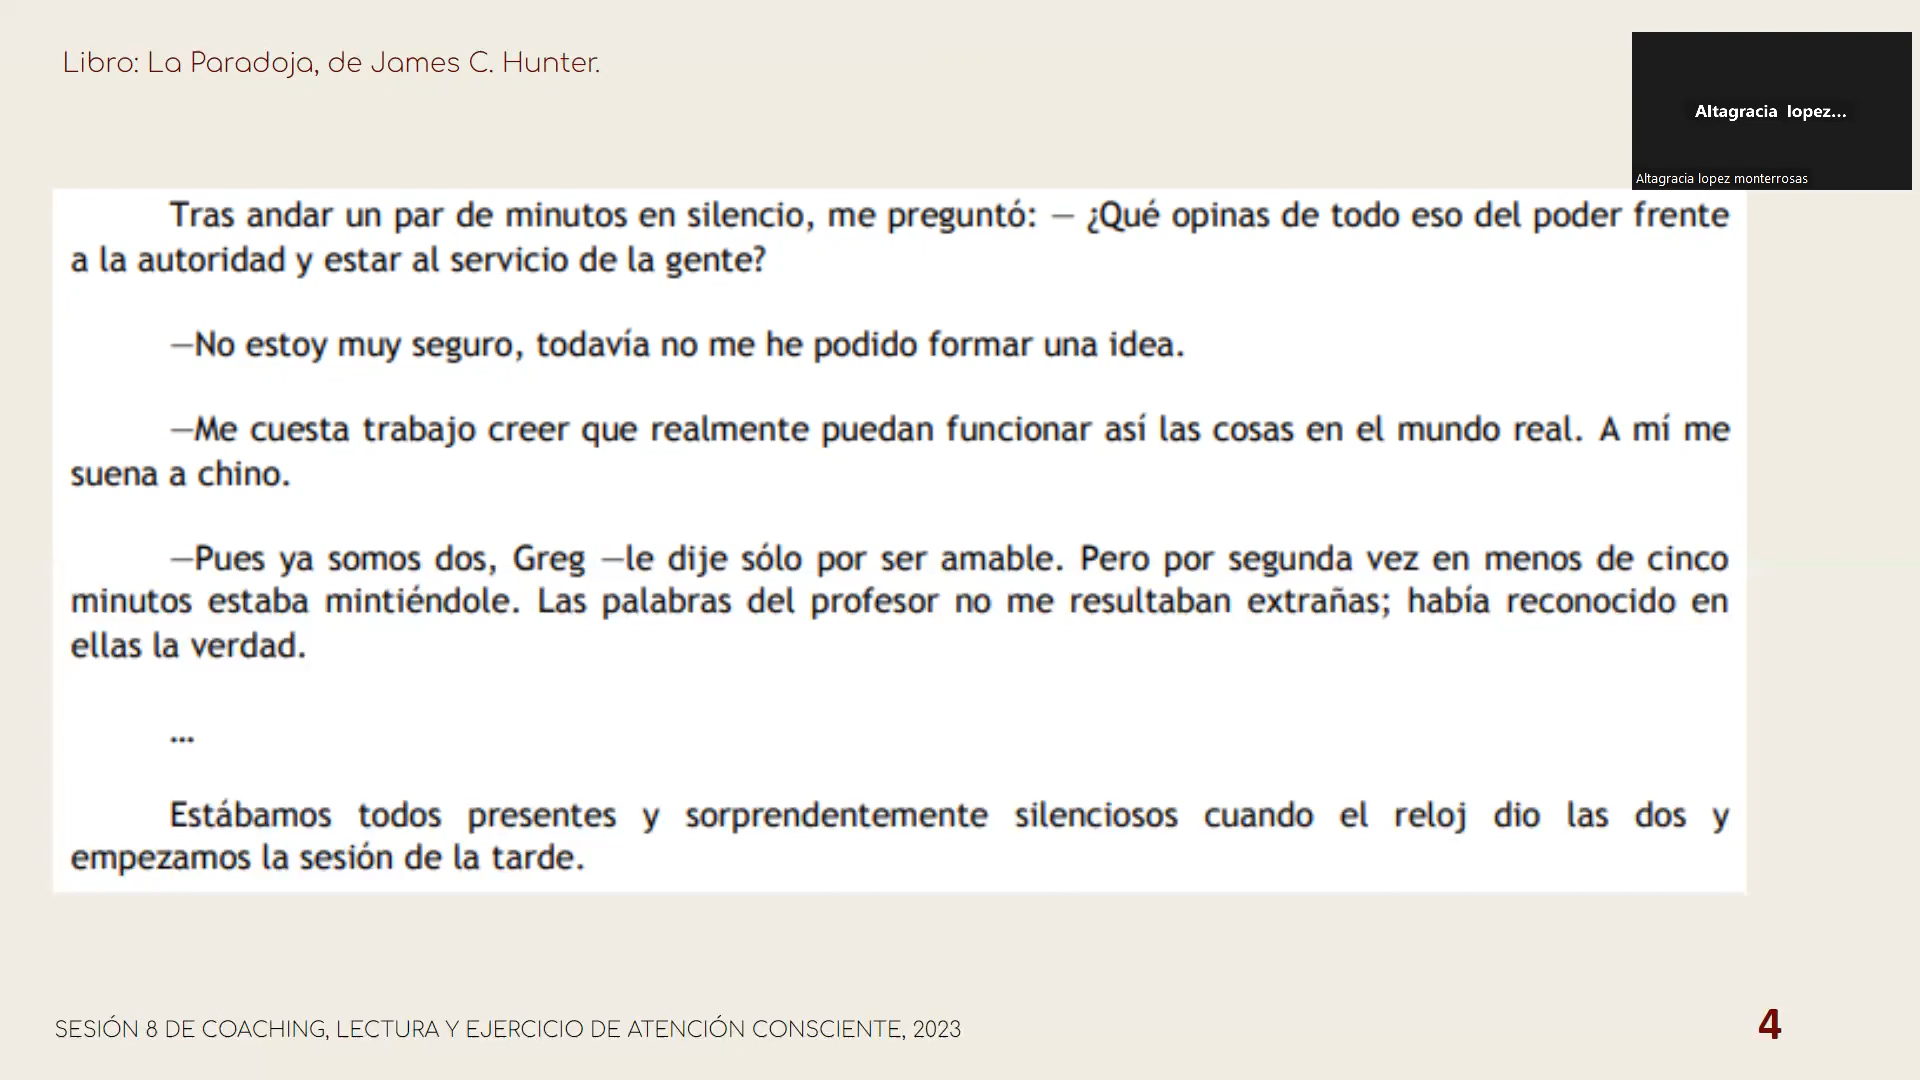 Libro: La Paradoja, de James C. Hunter.
Altagracia lopez...
Altagracia lopez monterrosas
Tras andar un par de minutos en silencio, me preguntó: — ¿Qué opinas de todo eso del poder frente
a la autoridad y estar al servicio de la gente?
—No estoy muy seguro, todavía no me he podido formar una idea.
—Me cuesta trabajo creer que realmente puedan funcionar así las cosas en el mundo real. A mí me
suena a chino.
—Pues ya somos dos, Greg —le dije sólo por ser amable. Pero por segunda vez en menos de cinco
minutos estaba mintiéndole. Las palabras del profesor no me resultaban extrañas; había reconocido en
ellas la verdad.
...
Estábamos todos presentes y sorprendentemente silenciosos cuando el reloj dio las dos y
empezamos la sesión de la tarde.
SESIÓN 8 DE COACHING, LECTURA Y EJERCICIO DE ATENCIÓN CONSCIENTE, 2023
4